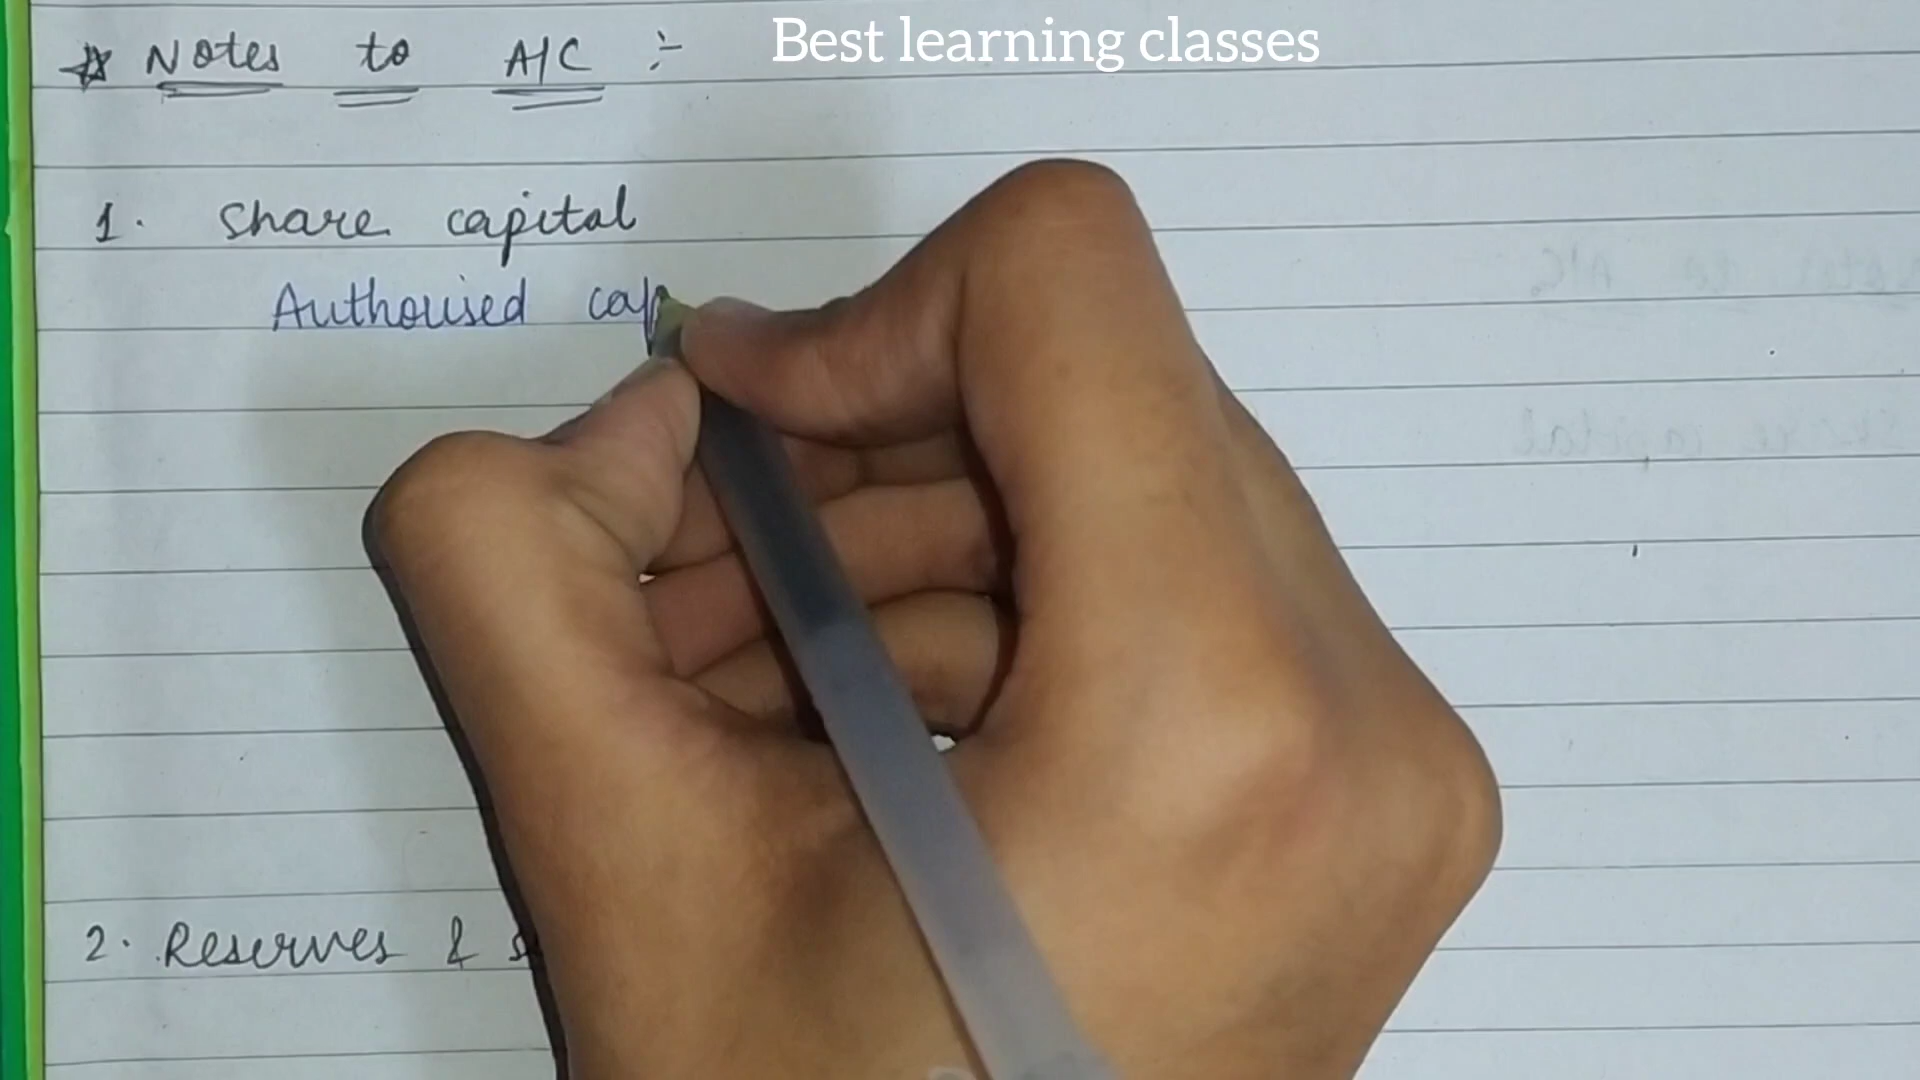 Best learning classes
Notes to A/C :-
1. Share capital
Authorised cap
2. Reserves & s